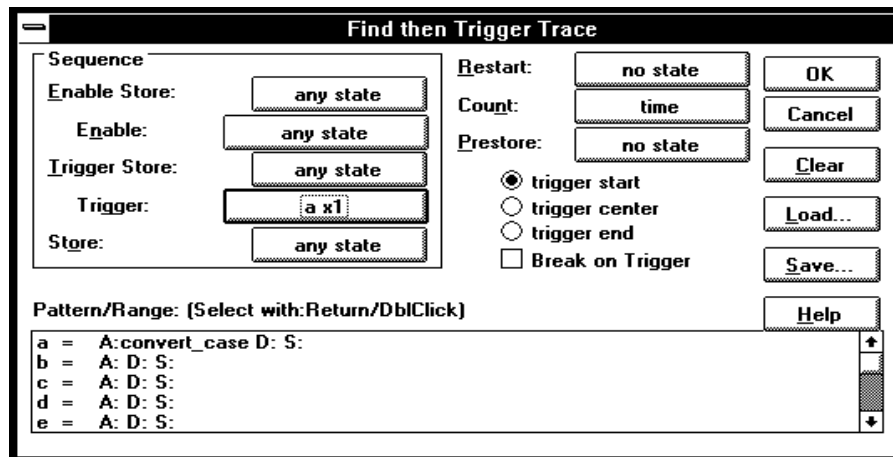 Find then Trigger Trace
Sequence
Enable Store: any state
Enable: any state
Trigger Store: any state
Trigger: a x1
Store: any state
Restart: no state
Count: time
Prestore: no state
trigger start
trigger center
trigger end
Break on Trigger
OK
Cancel
Clear
Load...
Save...
Help
Pattern/Range: (Select with:Return/DblClick)
a = A:convert_case D: S:
b = A: D: S:
c = A: D: S:
d = A: D: S:
e = A: D: S: